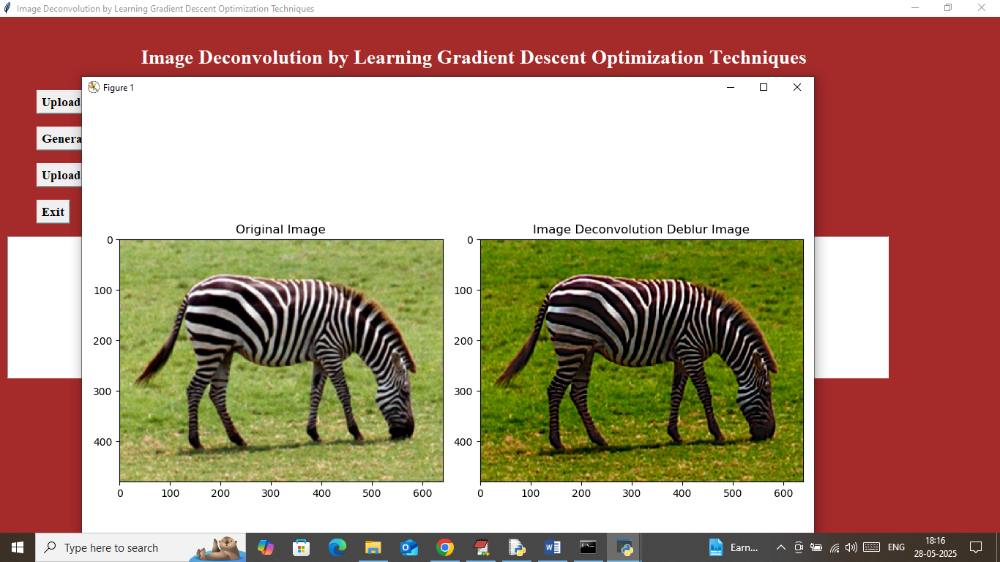 Image Deconvolution by Learning Gradient Descent Optimization Techniques
Image Deconvolution by Learning Gradient Descent Optimization Techniques
Figure 1
Upload
Genera
Upload
Exit
Original Image
Image Deconvolution Deblur Image
0
100
200
300
400
0
100
200
300
400
500
600
0
100
200
300
400
0
100
200
300
400
500
600
Type here to search
Earn...
ENG
18:16
28-05-2025